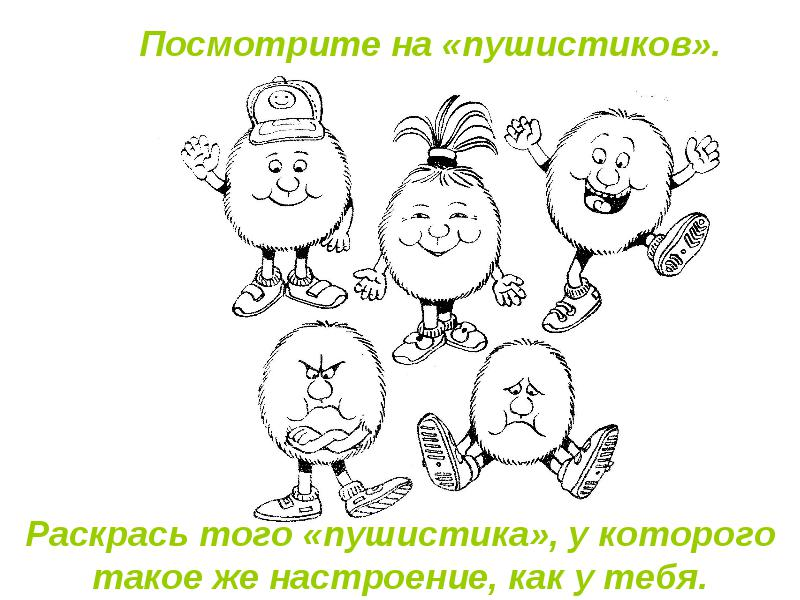 Посмотрите на «пушистиков».
Раскрась того «пушистика», у которого
такое же настроение, как у тебя.